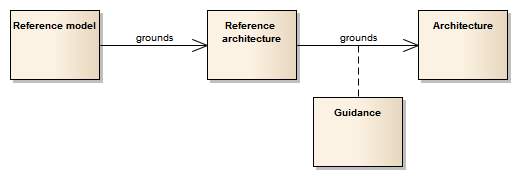 Reference model
grounds
Reference
architecture
grounds
Architecture
Guidance